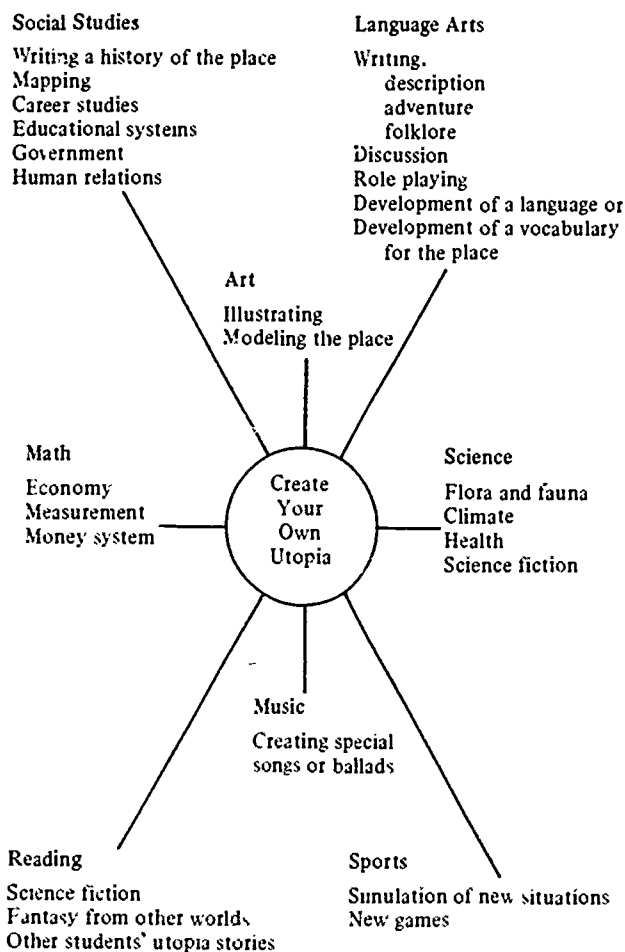 Social Studies
Writing a history of the place
Mapping
Career studies
Educational systems
Government
Human relations
Language Arts
Writing.
description
adventure
folklore
Discussion
Role playing
Development of a language or
Development of a vocabulary
for the place
Art
Illustrating
Modeling the place
Math
Economy
Measurement
Money system
Create
Your
Own
Utopia
Science
Flora and fauna
Climate
Health
Science fiction
Music
Creating special
songs or ballads
Reading
Science fiction
Fantasy from other worlds
Other students' utopia stories
Sports
Simulation of new situations
New games